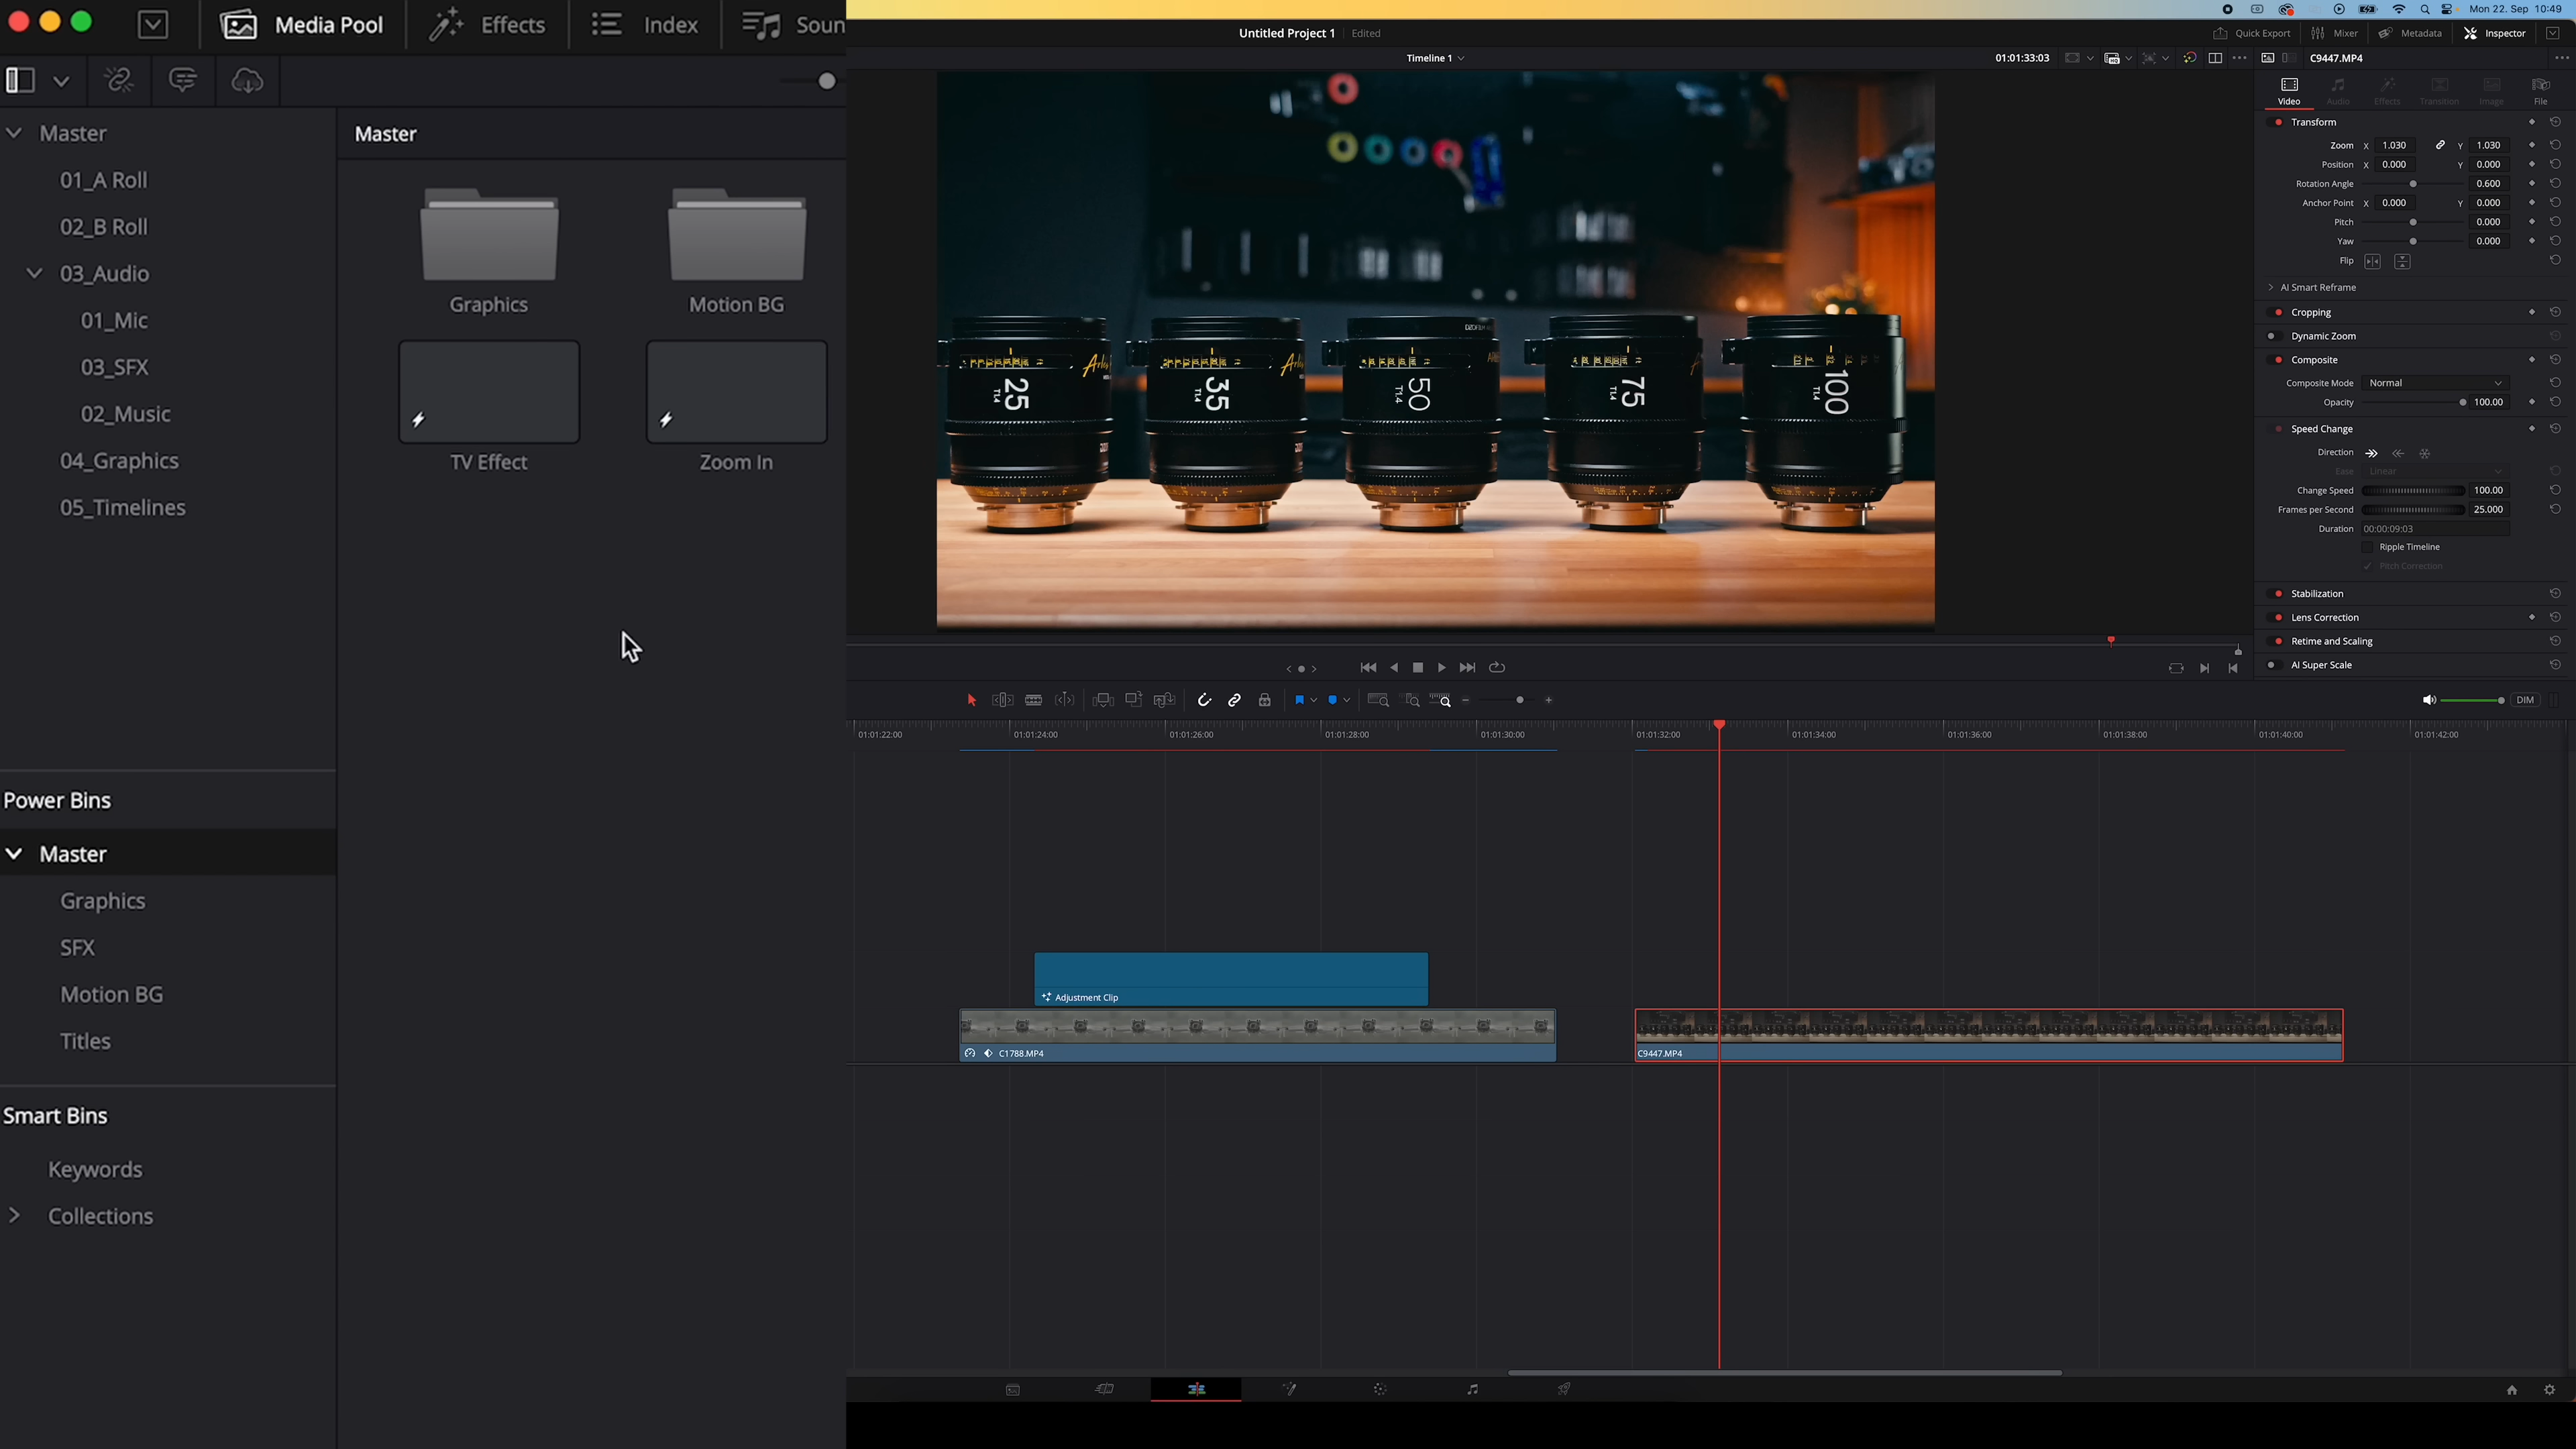 Media Pool
Effects
Index
Soun
Master
01_A Roll
02_B Roll
03_Audio
01_Mic
03_SFX
02_Music
04_Graphics
05_Timelines
Master
Graphics
Motion BG
TV Effect
Zoom In
Power Bins
Master
Graphics
SFX
Motion BG
Titles
Smart Bins
Keywords
Collections
Mon 22. Sep 10:49
Untitled Project 1
Edited
Quick Export
Mixer
Metadata
Inspector
Timeline 1
01:01:33:03
C9447.MP4
25 T1.4
35 T1.4
50 T1.4
75 T1.4
100 T1.4
Video
Audio
Effects
Transition
Image
File
Transform
Zoom X 1.030 Y 1.030
Position X 0.000 Y 0.000
Rotation Angle 0.600
Anchor Point X 0.000 Y 0.000
Pitch 0.000
Yaw 0.000
Flip
AI Smart Reframe
Cropping
Dynamic Zoom
Composite
Composite Mode Normal
Opacity 100.00
Speed Change
Direction
Ease Linear
Change Speed 100.00
Frames per Second 25.000
Duration 00:00:09:03
Ripple Timeline
Pitch Correction
Stabilization
Lens Correction
Retime and Scaling
AI Super Scale
DIM
01:01:22:00
01:01:24:00
01:01:26:00
01:01:28:00
01:01:30:00
01:01:32:00
01:01:34:00
01:01:36:00
01:01:38:00
01:01:40:00
01:01:42:00
Adjustment Clip
C1788.MP4
C9447.MP4